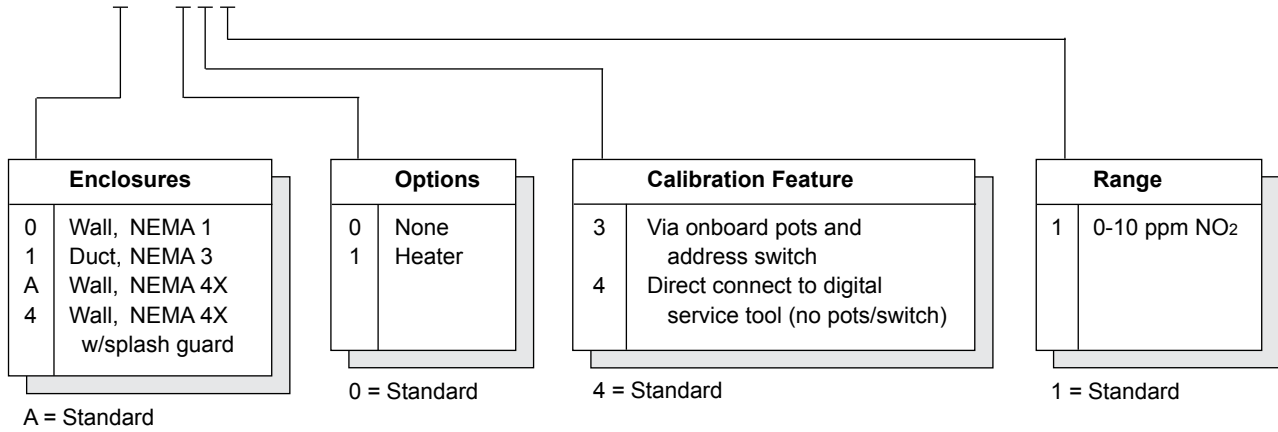 Enclosures
0 Wall, NEMA 1
1 Duct, NEMA 3
A Wall, NEMA 4X
4 Wall, NEMA 4X
w/splash guard
A = Standard
Options
0 None
1 Heater
0 = Standard
Calibration Feature
3 Via onboard pots and
address switch
4 Direct connect to digital
service tool (no pots/switch)
4 = Standard
Range
1 0-10 ppm NO2
1 = Standard